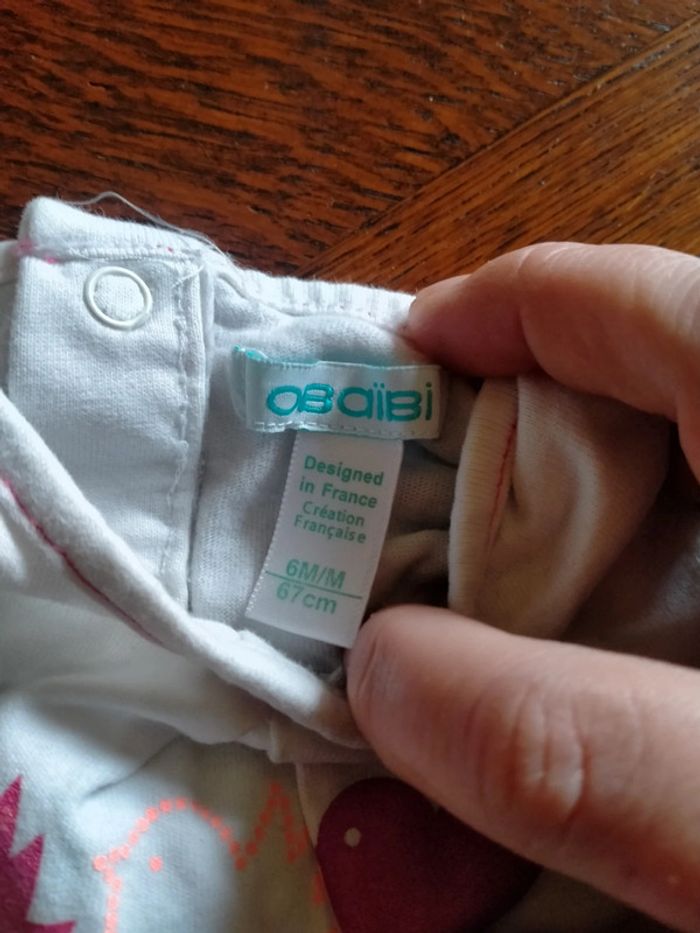 OBAÏBI
Designed
in France
Création
Française
6M/M
67cm